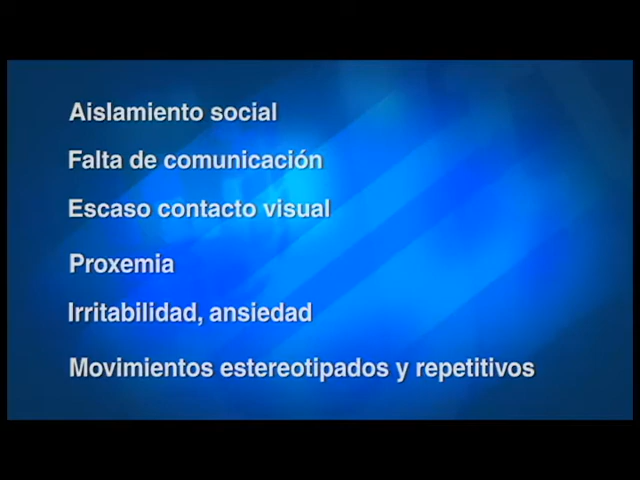 Aislamiento social
Falta de comunicación
Escaso contacto visual
Proxemia
Irritabilidad, ansiedad
Movimientos estereotipados y repetitivos